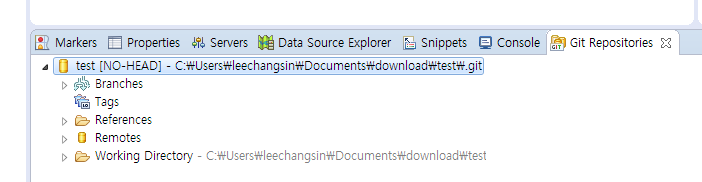 Markers Properties Servers Data Source Explorer Snippets Console Git Repositories
test [NO-HEAD] - C:₩Users₩leechangsin₩Documents₩download₩test₩.git
Branches
Tags
References
Remotes
Working Directory - C:₩Users₩leechangsin₩Documents₩download₩test